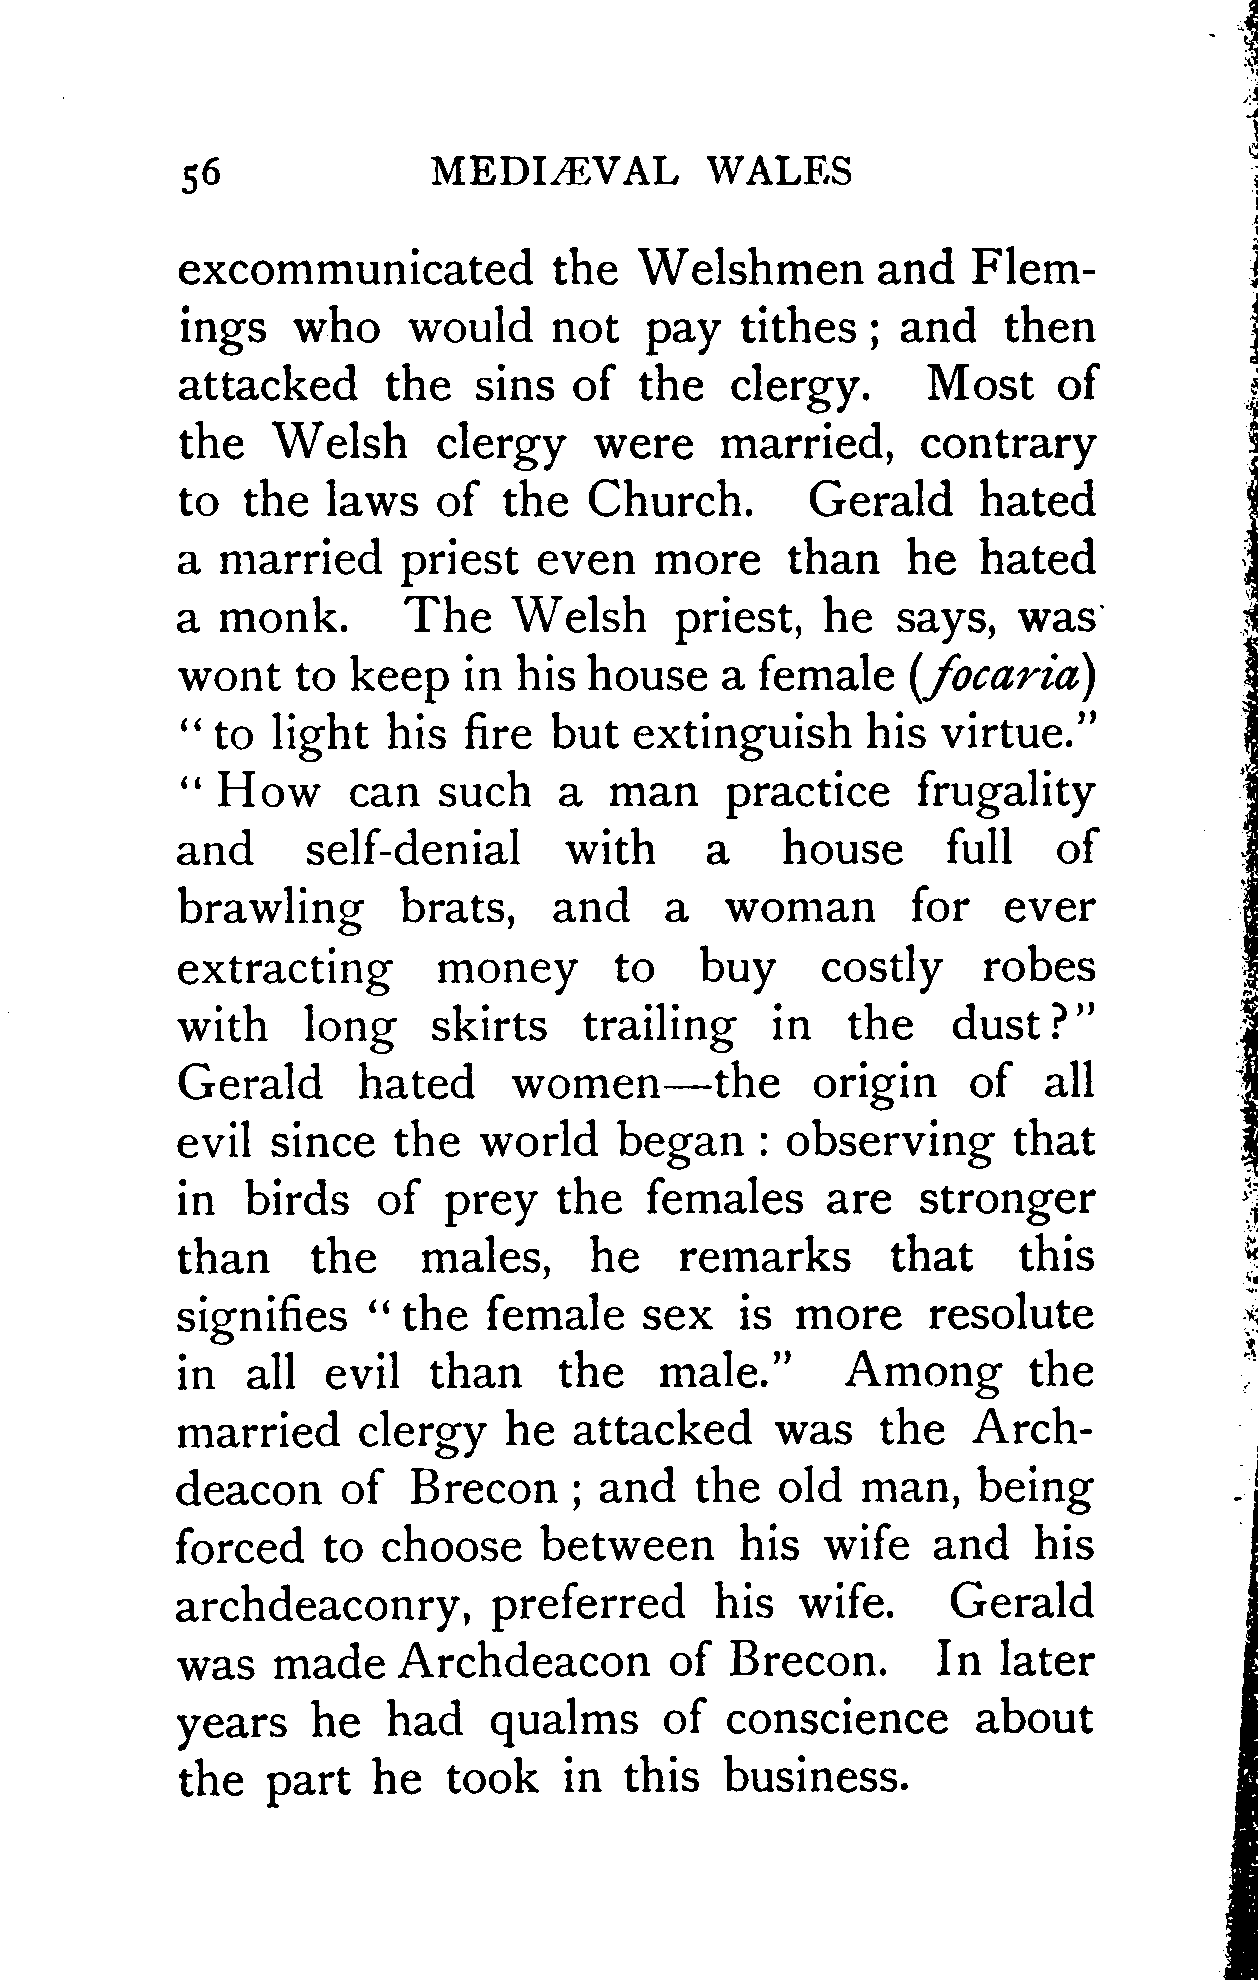 56 MEDIÆVAL WALES
excommunicated the Welshmen and Flem-
ings who would not pay tithes ; and then
attacked the sins of the clergy. Most of
the Welsh clergy were married, contrary
to the laws of the Church. Gerald hated
a married priest even more than he hated
a monk. The Welsh priest, he says, was
wont to keep in his house a female (focaria)
“ to light his fire but extinguish his virtue.”
“ How can such a man practice frugality
and self-denial with a house full of
brawling brats, and a woman for ever
extracting money to buy costly robes
with long skirts trailing in the dust ? ”
Gerald hated women—the origin of all
evil since the world began : observing that
in birds of prey the females are stronger
than the males, he remarks that this
signifies “ the female sex is more resolute
in all evil than the male.” Among the
married clergy he attacked was the Arch-
deacon of Brecon ; and the old man, being
forced to choose between his wife and his
archdeaconry, preferred his wife. Gerald
was made Archdeacon of Brecon. In later
years he had qualms of conscience about
the part he took in this business.